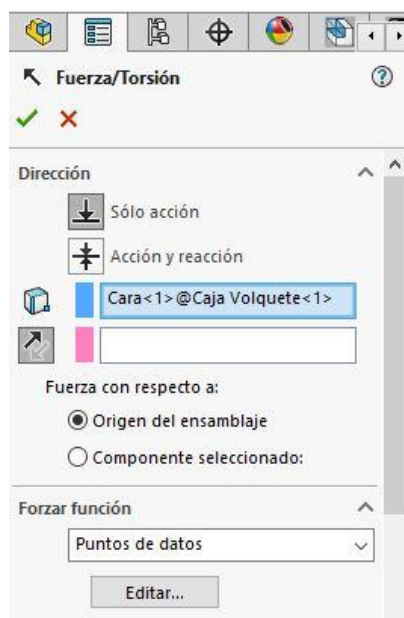 Fuerza/Torsión
Dirección
Sólo acción
Acción y reacción
Cara<1>@Caja Volquete<1>
Fuerza con respecto a:
Origen del ensamblaje
Componente seleccionado:
Forzar función
Puntos de datos
Editar...